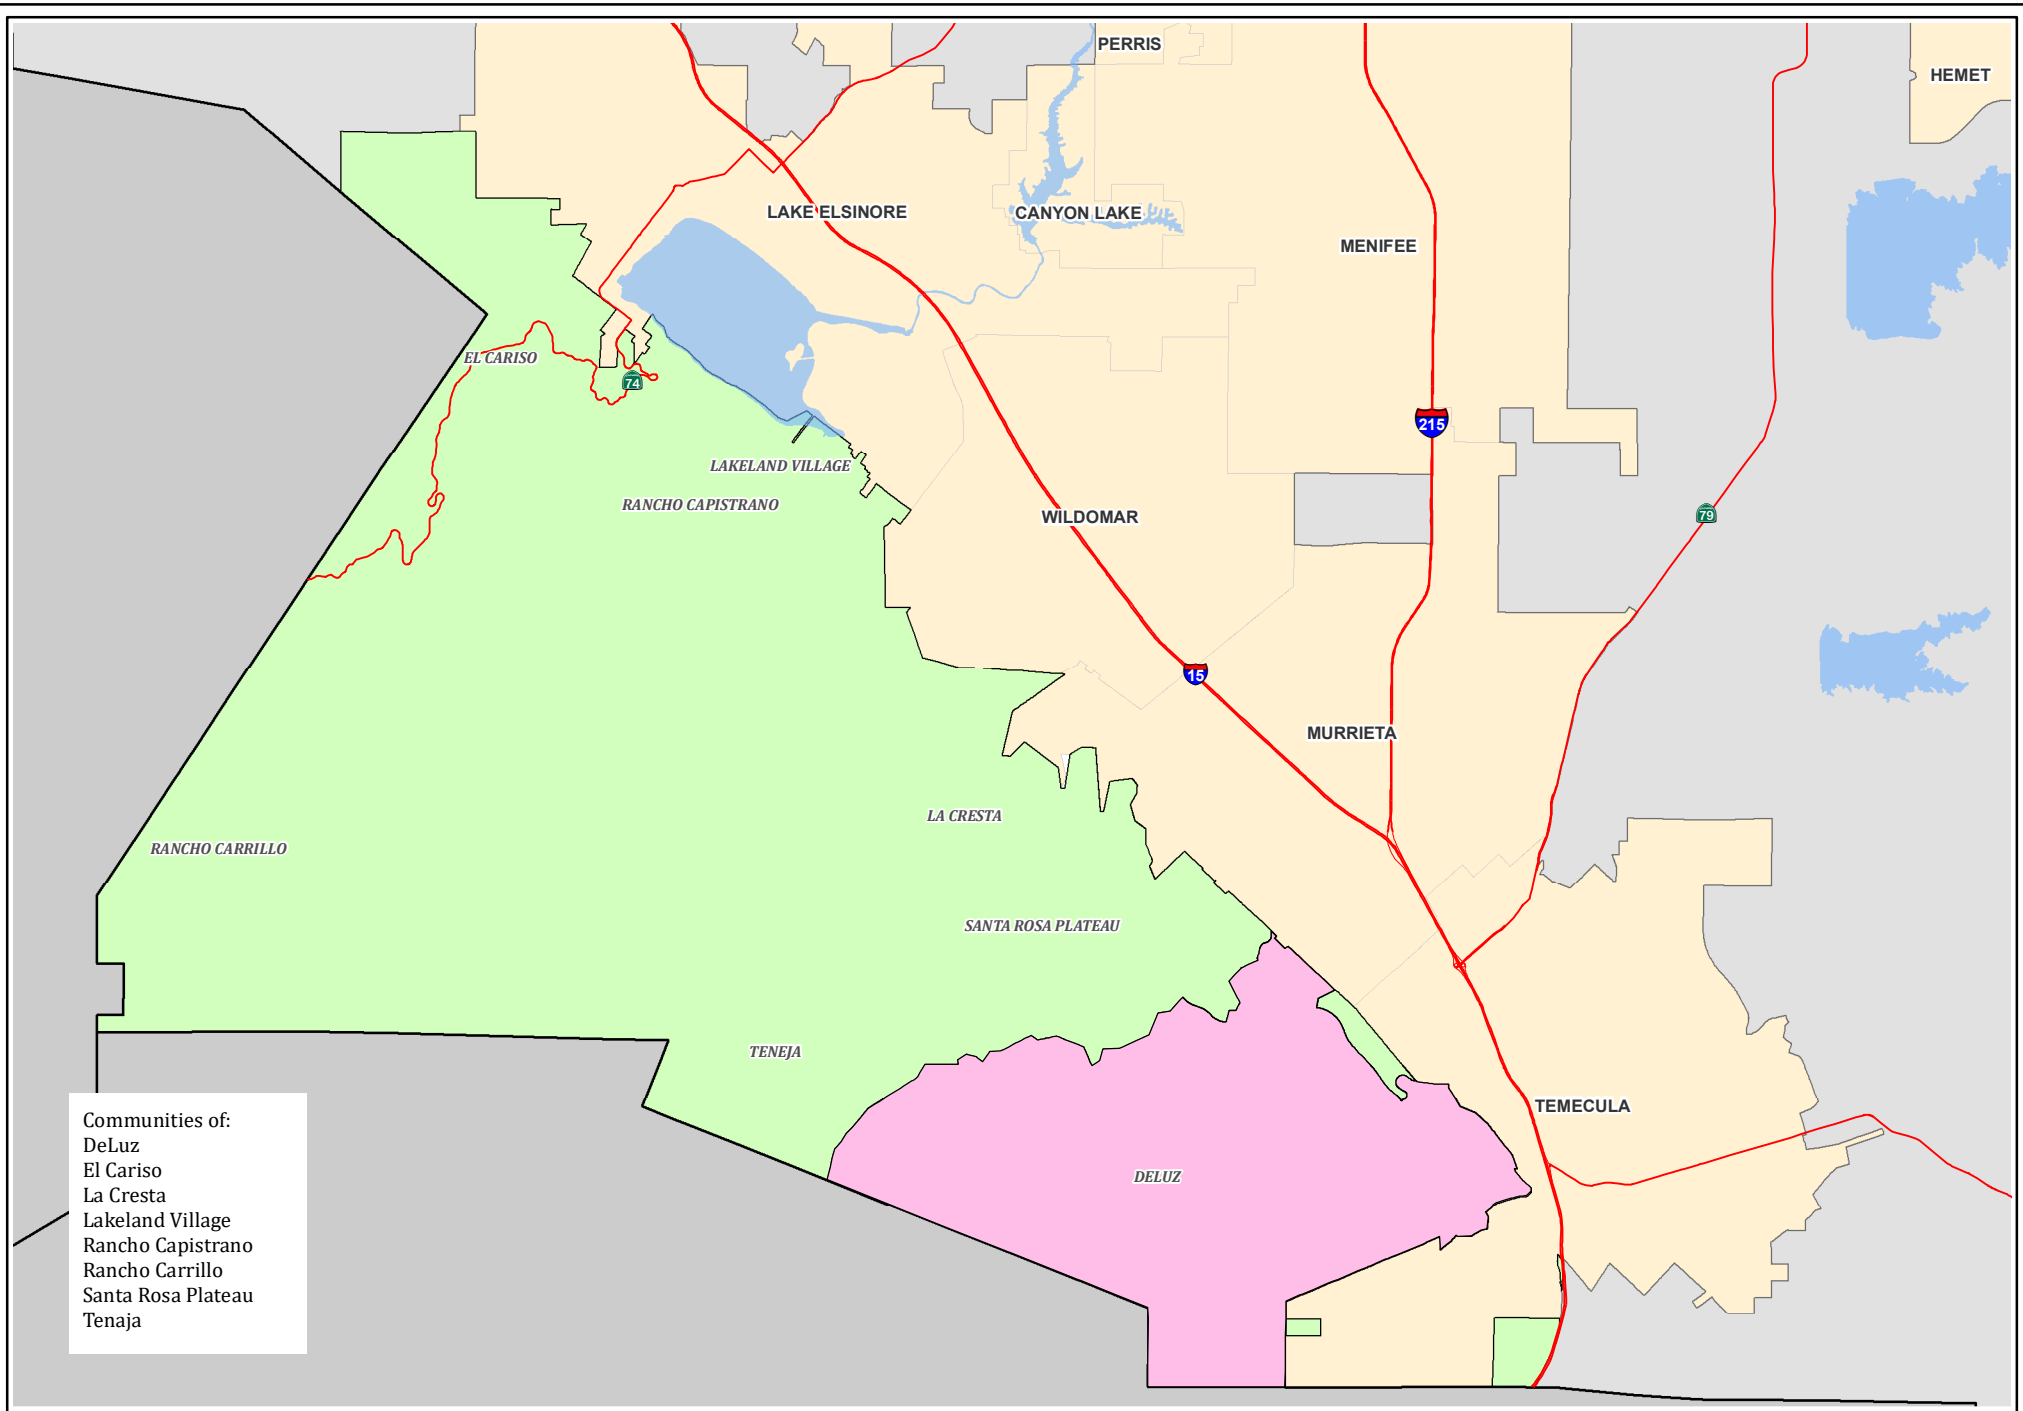 PERRIS
HEMET
LAKE ELSINORE
CANYON LAKE
MENIFEE
EL CARISO
74
215
LAKELAND VILLAGE
RANCHO CAPISTRANO
WILDOMAR
79
15
MURRIETA
LA CRESTA
RANCHO CARRILLO
SANTA ROSA PLATEAU
TENEJA
TEMECULA
DELUZ
Communities of:
DeLuz
El Cariso
La Cresta
Lakeland Village
Rancho Capistrano
Rancho Carrillo
Santa Rosa Plateau
Tenaja